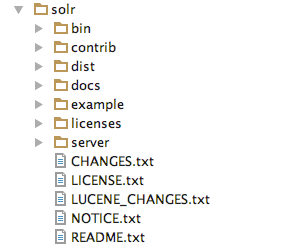 solr
bin
contrib
dist
docs
example
licenses
server
CHANGES.txt
LICENSE.txt
LUCENE_CHANGES.txt
NOTICE.txt
README.txt